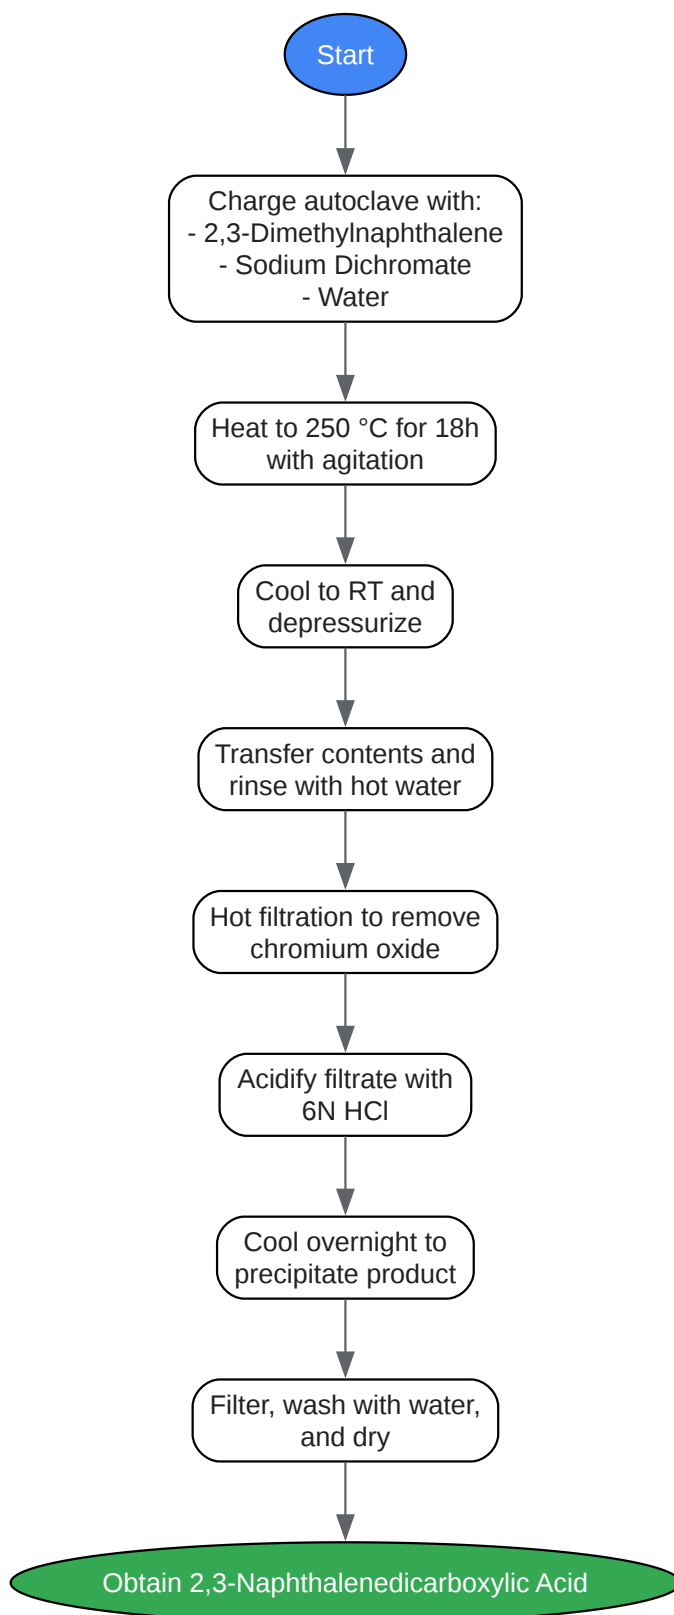 Start
Charge autoclave with:
- 2,3-Dimethylnaphthalene
- Sodium Dichromate
- Water
Heat to 250 °C for 18h
with agitation
Cool to RT and
depressurize
Transfer contents and
rinse with hot water
Hot filtration to remove
chromium oxide
Acidify filtrate with
6N HCl
Cool overnight to
precipitate product
Filter, wash with water,
and dry
Obtain 2,3-Naphthalenedicarboxylic Acid